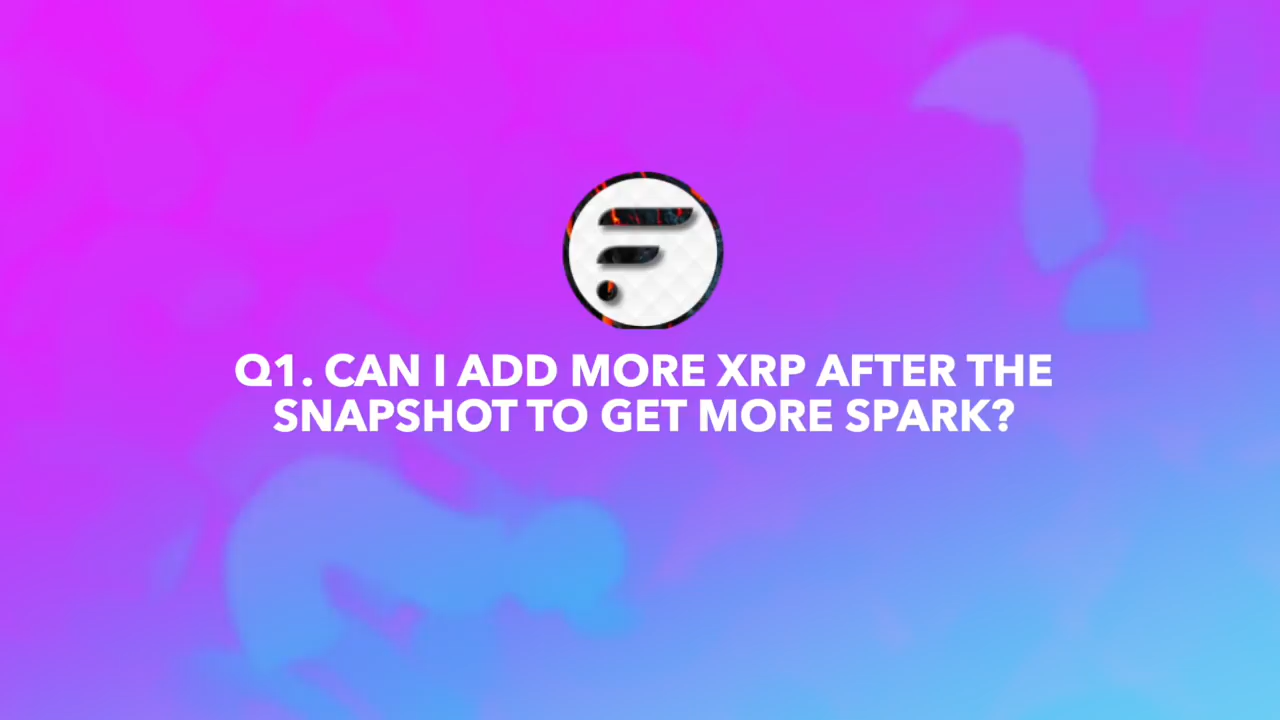 Q1. CAN I ADD MORE XRP AFTER THE
SNAPSHOT TO GET MORE SPARK?